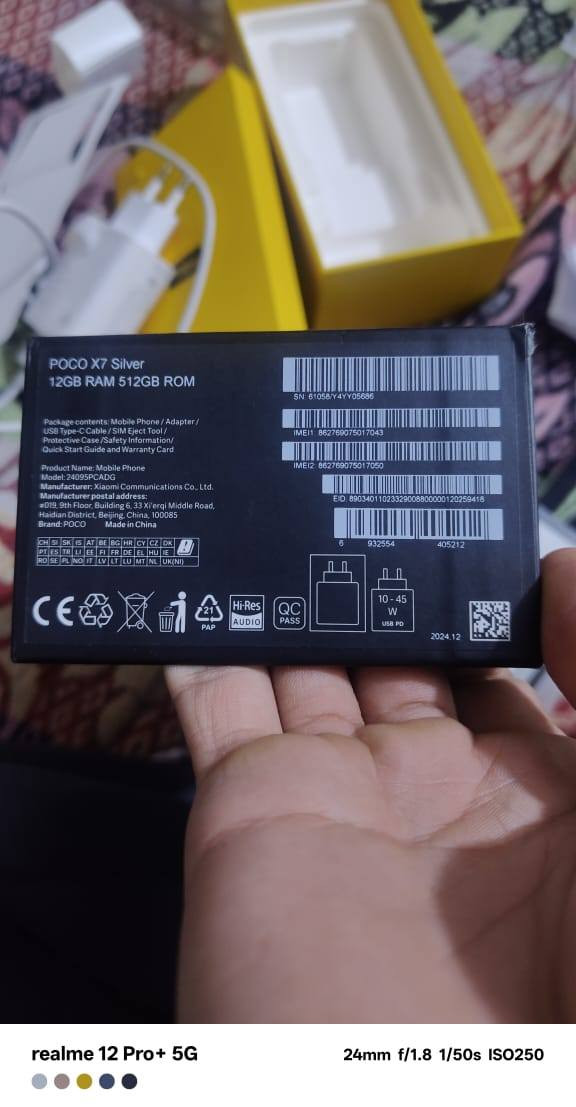 POCO X7 Silver
12GB RAM 512GB ROM
Package contents: Mobile Phone / Adapter /
USB Type-C Cable / SIM Eject Tool /
Protective Case /Safety Information/
Quick Start Guide and Warranty Card
Product Name: Mobile Phone
Model: 24095PCADG
Manufacturer: Xiaomi Communications Co., Ltd.
Manufacturer postal address:
#019, 9th Floor, Building 6, 33 Xi'erqi Middle Road,
Haidian District, Beijing, China, 100085
Brand: POCO Made in China
CH SI SK IS AT BE BG HR CY CZ DK
PT ES TR LI EE FI FR DE EL HU IE
RO SE PL NO IT LV LT LU MT NL UK(NI)
SN: 61058/Y4YY05686
IMEI1 862769075017043
IMEI2 862769075017050
EID 89034011023329008800000120259418
6 932554 405212
CE
21
PAP
Hi-Res
AUDIO
QC
PASS
10 - 45
W
USB PD
2024.12
realme 12 Pro+ 5G
24mm f/1.8 1/50s ISO250